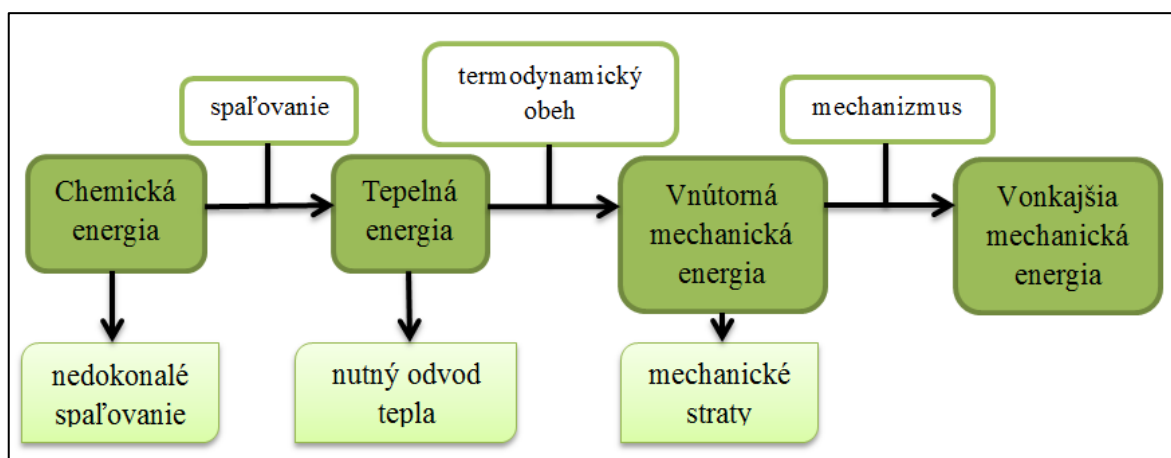 spaľovanie
termodynamický
obeh
mechanizmus
Chemická
energia
Tepelná
energia
Vnútorná
mechanická
energia
Vonkajšia
mechanická
energia
nedokonalé
spaľovanie
nutný odvod
tepla
mechanické
straty